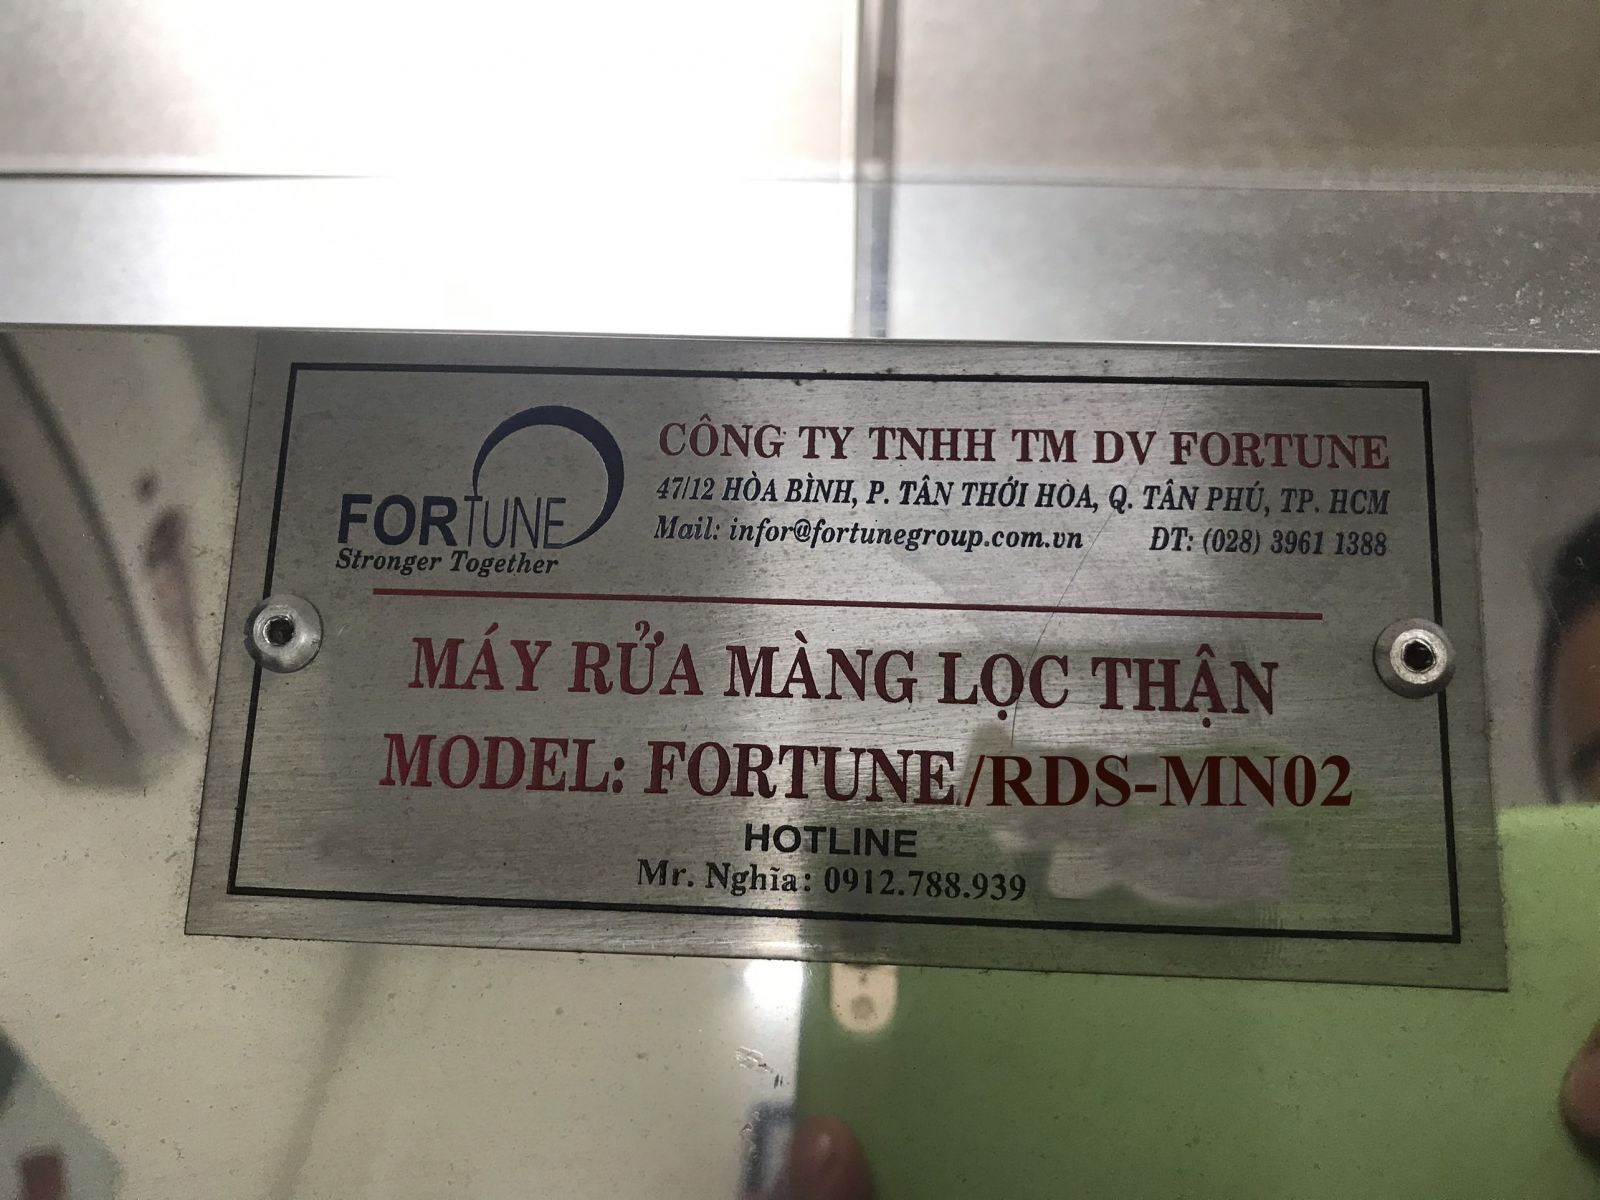 FORTUNE
Stronger Together
CÔNG TY TNHH TM DV FORTUNE
47/12 HÒA BÌNH, P. TÂN THỚI HÒA, Q. TÂN PHÚ, TP. HCM
Mail: infor@fortunegroup.com.vn ĐT: (028) 3961 1388
MÁY RỬA MÀNG LỌC THẬN
MODEL: FORTUNE/RDS-MN02
HOTLINE
Mr. Nghĩa: 0912.788.939